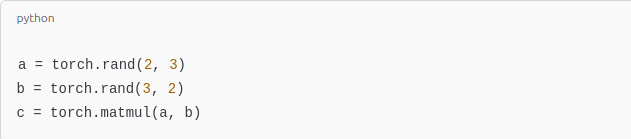 python
a = torch.rand(2, 3)
b = torch.rand(3, 2)
c = torch.matmul(a, b)